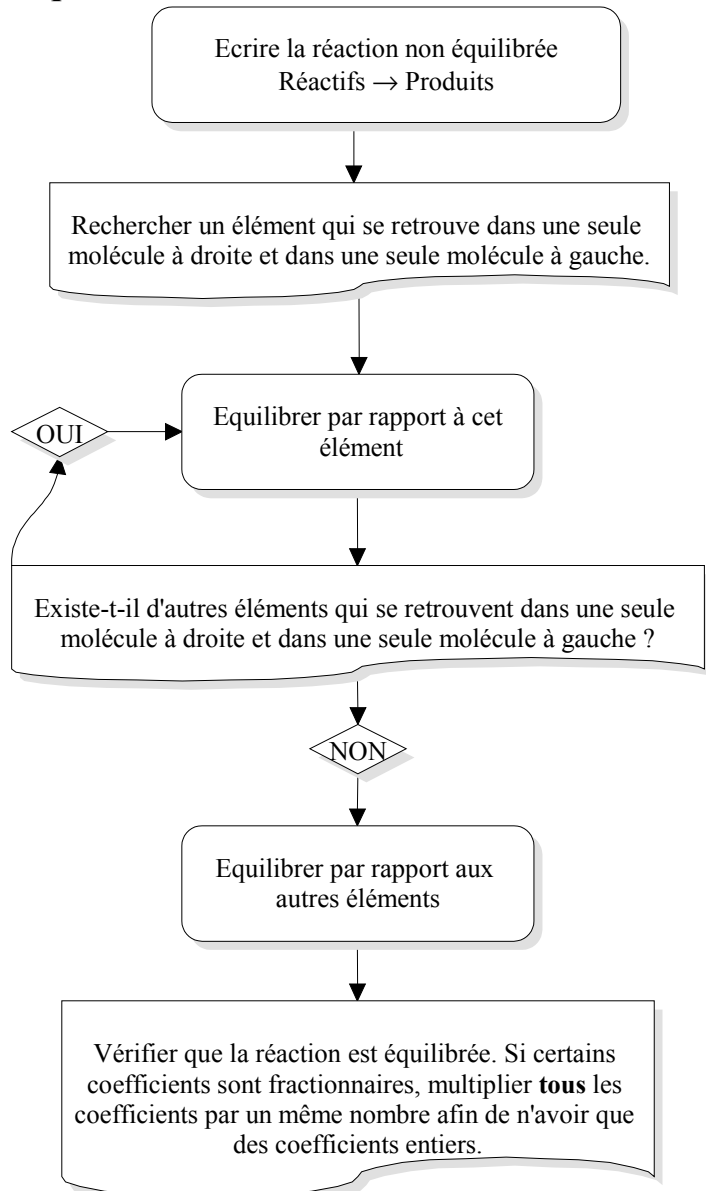 Ecrire la réaction non équilibrée
Réactifs → Produits
Rechercher un élément qui se retrouve dans une seule
molécule à droite et dans une seule molécule à gauche.
Equilibrer par rapport à cet
élément
OUI
Existe-t-il d'autres éléments qui se retrouvent dans une seule
molécule à droite et dans une seule molécule à gauche ?
NON
Equilibrer par rapport aux
autres éléments
Vérifier que la réaction est équilibrée. Si certains
coefficients sont fractionnaires, multiplier tous les
coefficients par un même nombre afin de n'avoir que
des coefficients entiers.